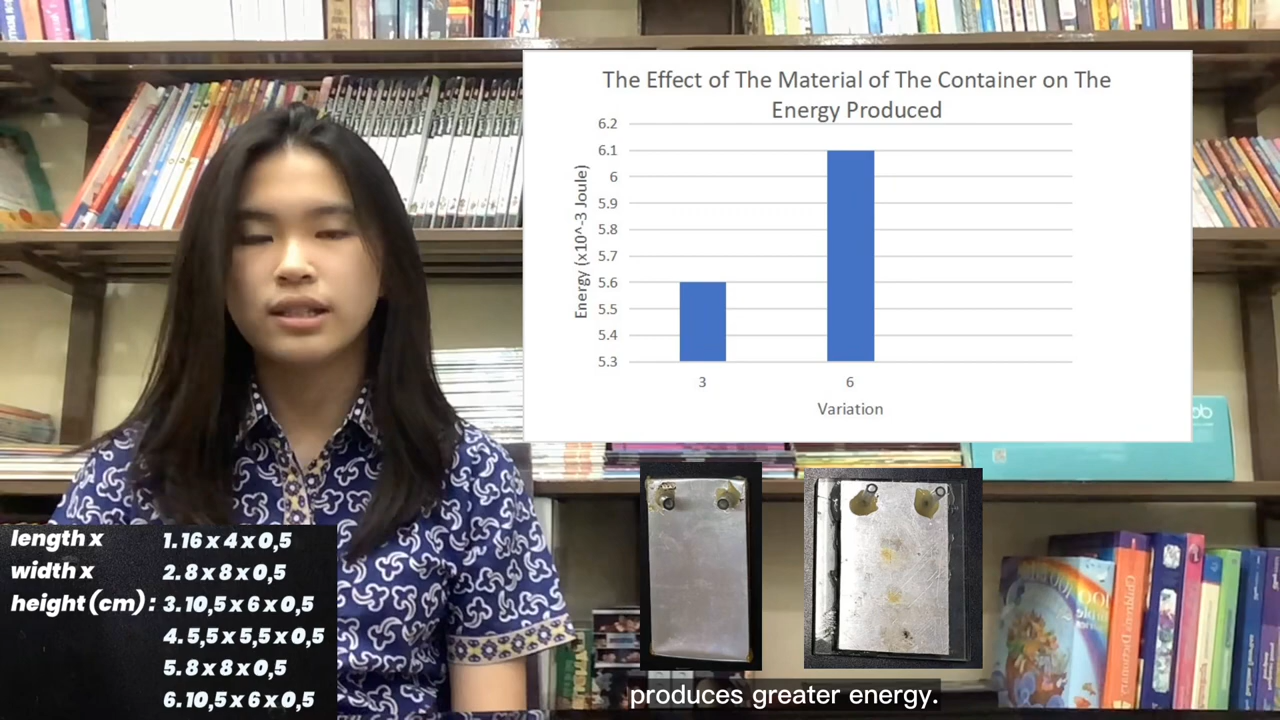 The Effect of The Material of The Container on The
Energy Produced
6.2
6.1
6
5.9
5.8
5.7
5.6
5.5
5.4
5.3
Energy (x10^-3 Joule)
3
6
Variation
length x
width x
height (cm) :
1. 16 x 4 x 0,5
2. 8 x 8 x 0,5
3. 10,5 x 6 x 0,5
4. 5,5 x 5,5 x 0,5
5. 8 x 8 x 0,5
6. 10,5 x 6 x 0,5
produces greater energy.